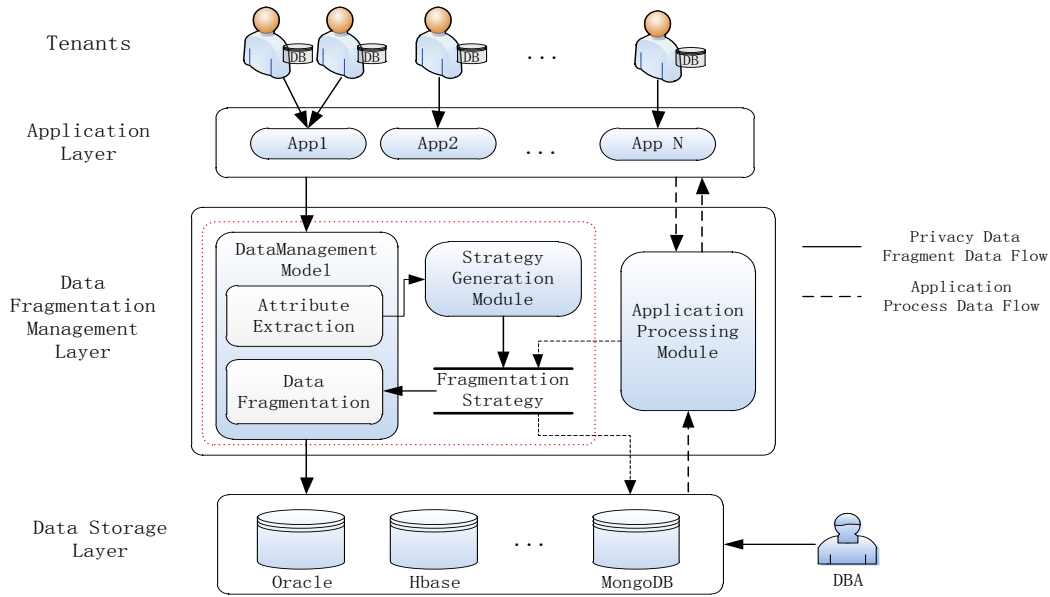 Tenants
DB
DB
DB
DB
...
Application
Layer
App1
App2
...
App N
Data
Fragmentation
Management
Layer
DataManagement
Model
Attribute
Extraction
Data
Fragmentation
Strategy
Generation
Module
Fragmentation
Strategy
Application
Processing
Module
Privacy Data
Fragment Data Flow
Application
Process Data Flow
Data Storage
Layer
Oracle
Hbase
...
MongoDB
DBA